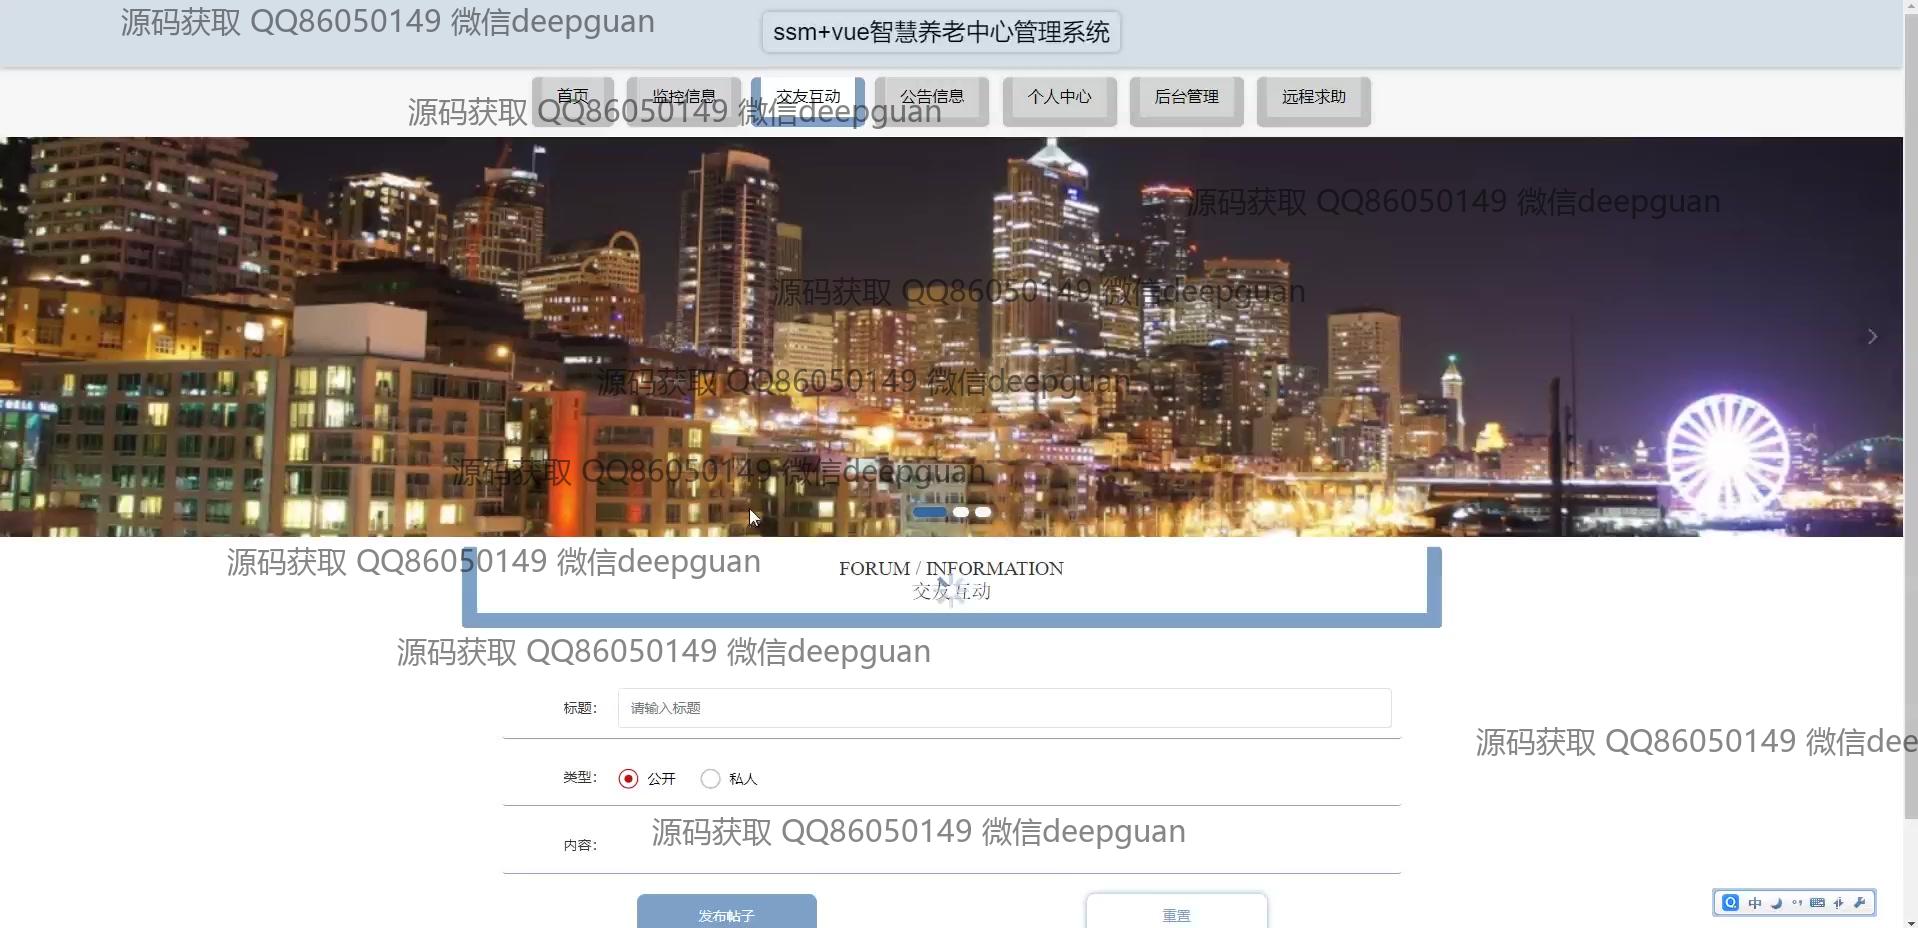 源码获取 QQ86050149 微信deepguan
ssm+vue智慧养老中心管理系统
首页
监控信息
交友互动
公告信息
个人中心
后台管理
远程求助
源码获取 QQ86050149 微信deepguan
源码获取 QQ86050149 微信deepguan
源码获取 QQ86050149 微信deepguan
源码获取 QQ86050149 微信deepguan
源码获取 QQ86050149 微信deepguan
源码获取 QQ86050149 微信deepguan
FORUM / INFORMATION
交友互动
源码获取 QQ86050149 微信deepguan
标题：
请输入标题
源码获取 QQ86050149 微信dee
类型：
公开
私人
源码获取 QQ86050149 微信deepguan
内容：
发布帖子
重置
中